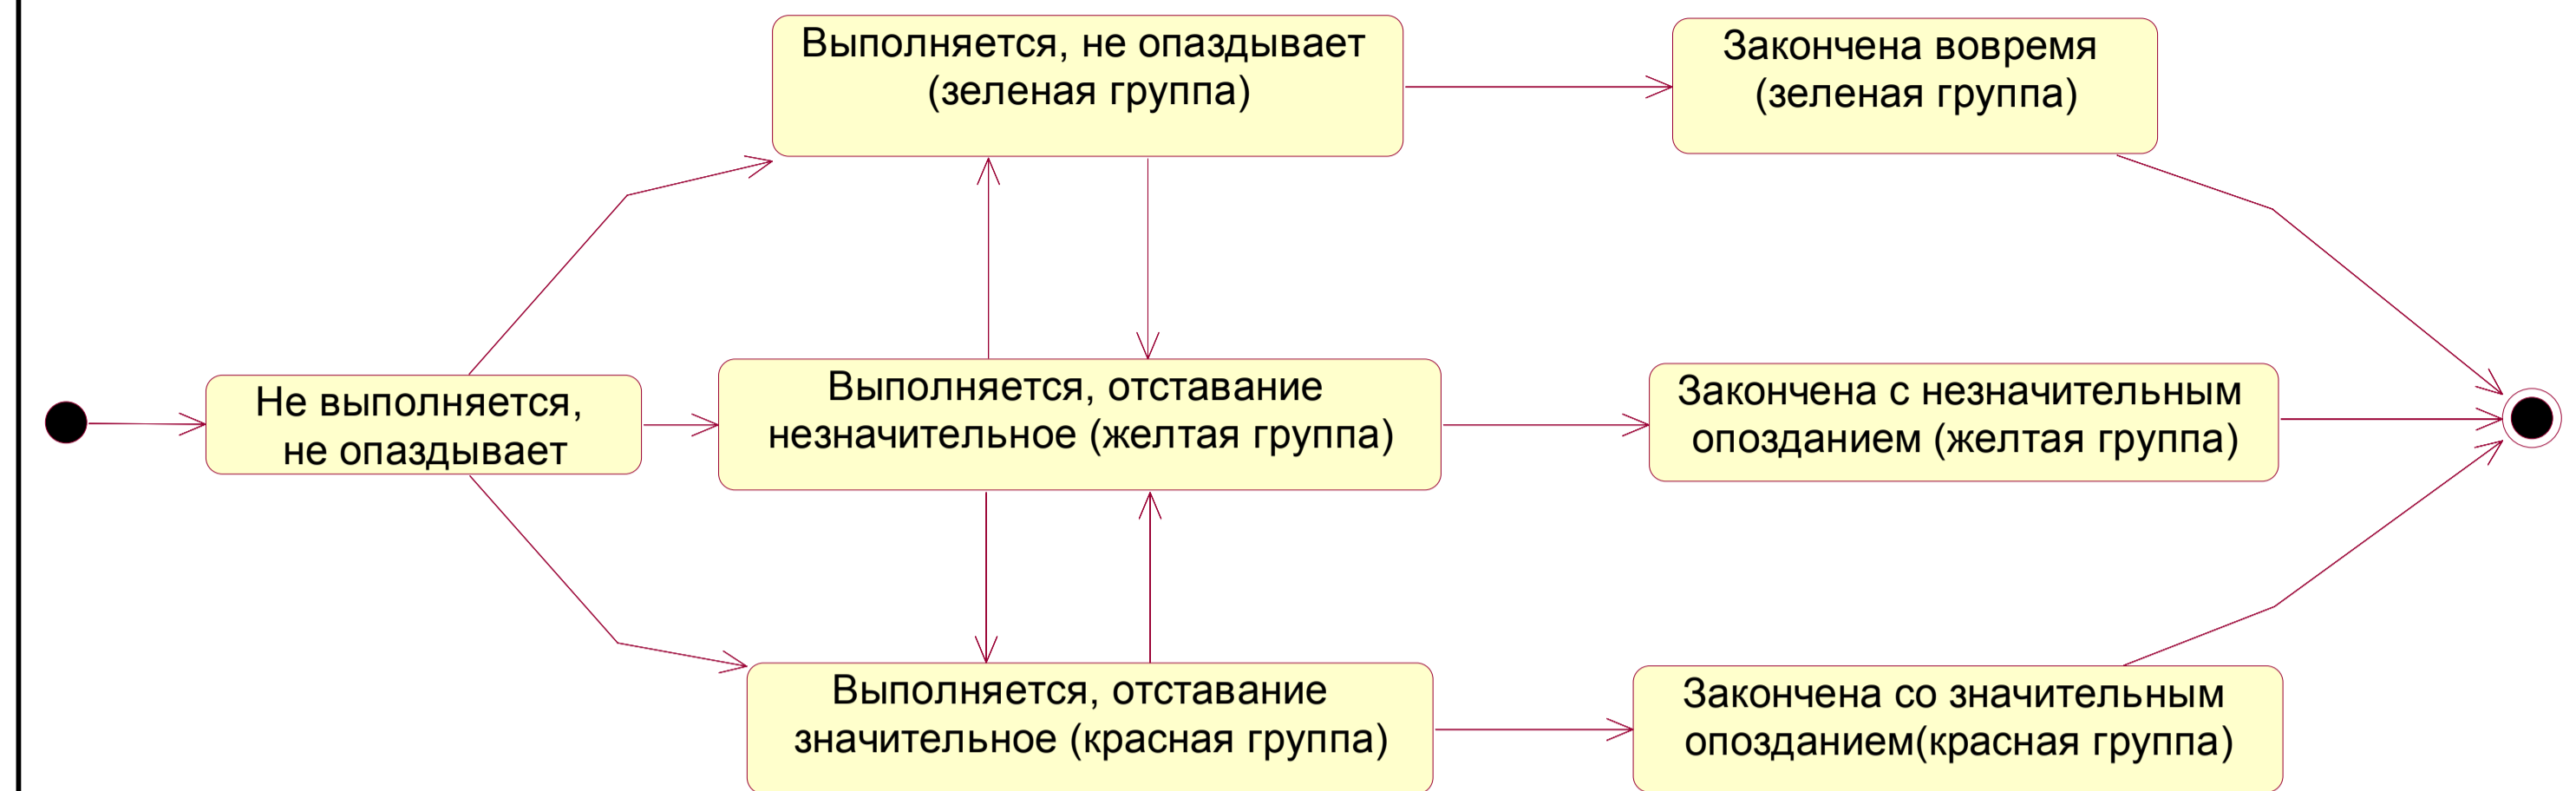 Выполняется, не опаздывает
(зеленая группа)
Закончена вовремя
(зеленая группа)
Не выполняется,
не опаздывает
Выполняется, отставание
незначительное (желтая группа)
Закончена с незначительным
опозданием (желтая группа)
Выполняется, отставание
значительное (красная группа)
Закончена со значительным
опозданием(красная группа)